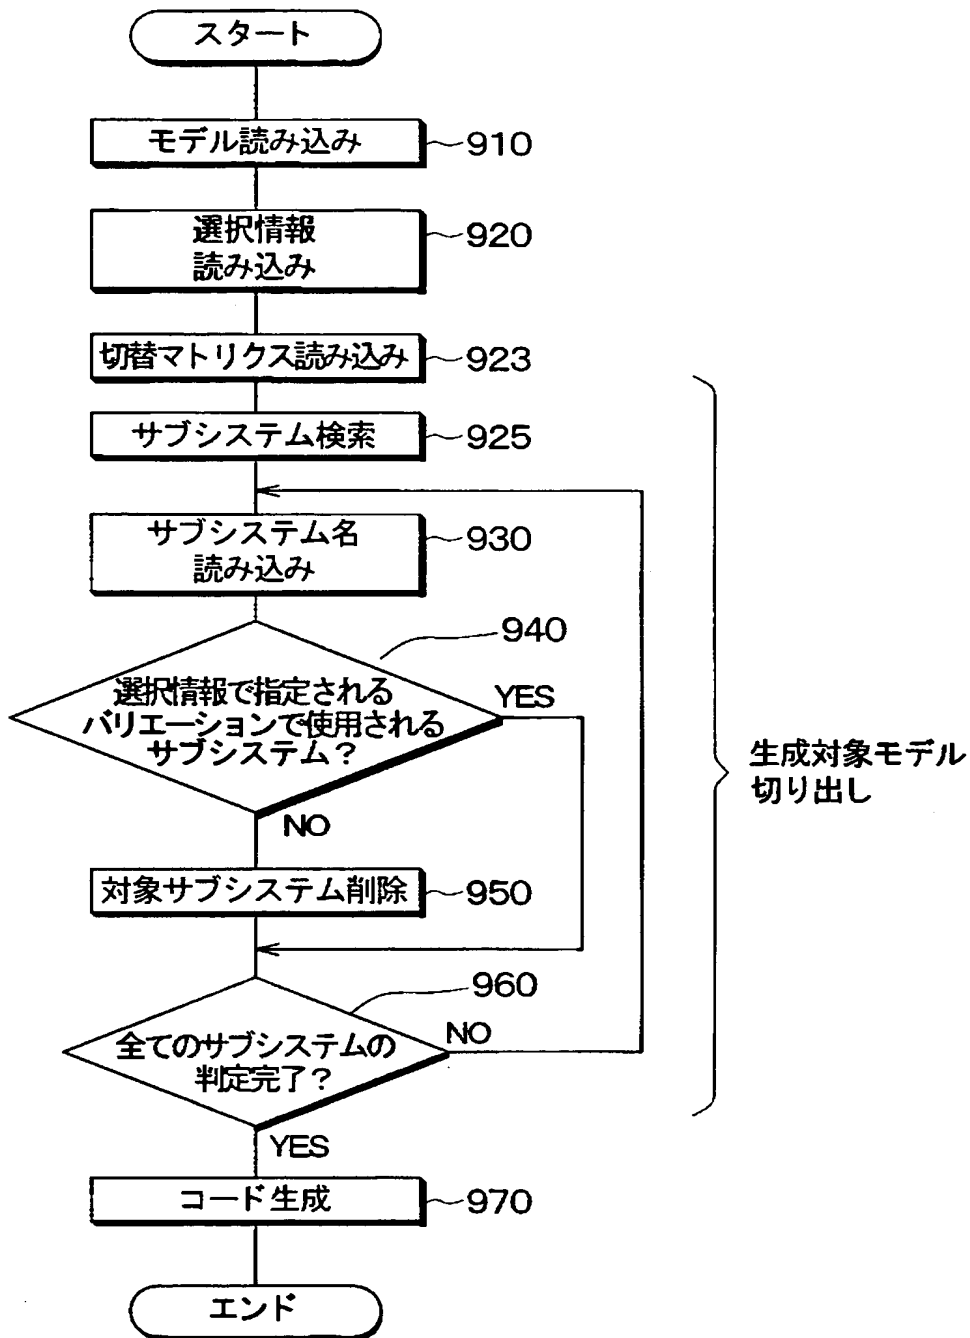 スタート
モデル読み込み
910
選択情報
読み込み
920
切替マトリクス読み込み
923
サブシステム検索
925
サブシステム名
読み込み
930
940
選択情報で指定される
バリエーションで使用される
サブシステム?
YES
NO
生成対象モデル
切り出し
対象サブシステム削除
950
960
全てのサブシステムの
判定完了?
NO
YES
コード生成
970
エンド